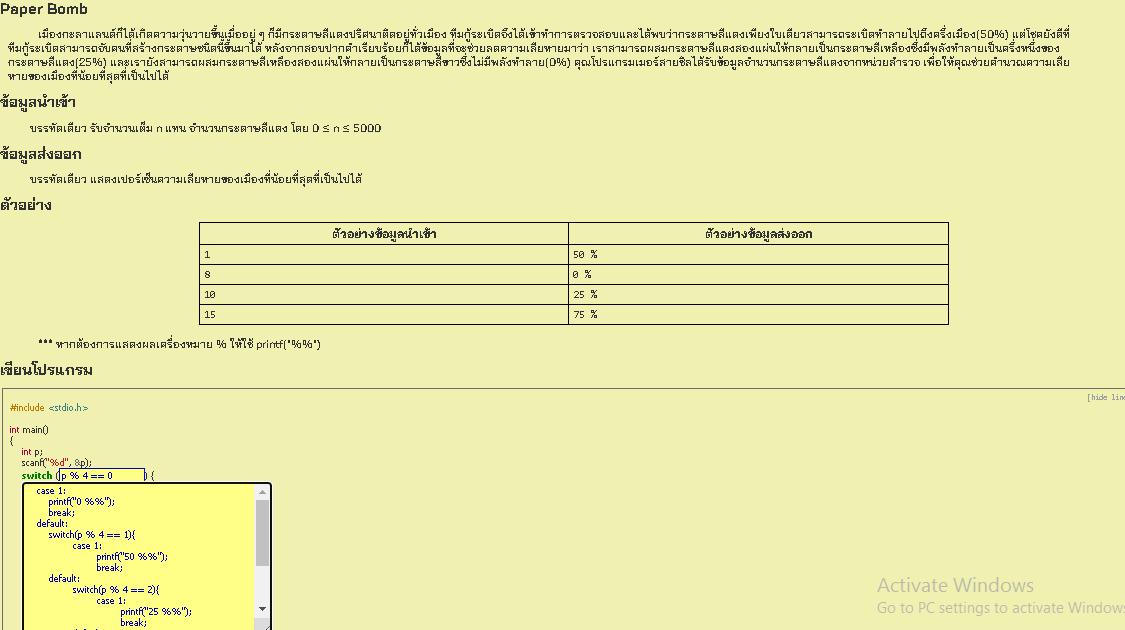 Paper Bomb
เมืองกะลาแลนด์ก็ได้เกิดความวุ่นวายขึ้นเมื่ออยู่ ๆ ก็มีกระดาษสีแดงปริศนาติดอยู่ทั่วเมือง ทีมกู้ระเบิดจึงได้เข้าทำการตรวจสอบและได้พบว่ากระดาษสีแดงเพียงใบเดียวสามารถระเบิดทำลายไปถึงครึ่งเมือง(50%) แต่โชคยังดีที่
ทีมกู้ระเบิดสามารถจับคนที่สร้างกระดาษชนิดนี้ขึ้นมาได้ หลังจากสอบปากคำเรียบร้อยก็ได้ข้อมูลที่จะช่วยลดความเสียหายมาว่า เราสามารถผสมกระดาษสีแดงสองแผ่นให้กลายเป็นกระดาษสีเหลืองซึ่งมีพลังทำลายเป็นครึ่งหนึ่งของ
กระดาษสีแดง(25%) และเรายังสามารถผสมกระดาษสีเหลืองสองแผ่นให้กลายเป็นกระดาษสีขาวซึ่งไม่มีพลังทำลาย(0%) คุณโปรแกรมเมอร์สายชิลได้รับข้อมูลจำนวนกระดาษสีแดงจากหน่วยสำรวจ เพื่อให้คุณช่วยคำนวณความเสีย
หายของเมืองที่น้อยที่สุดที่เป็นไปได้
ข้อมูลนำเข้า
บรรทัดเดียว รับจำนวนเต็ม n แทน จำนวนกระดาษสีแดง โดย 0 ≤ n ≤ 5000
ข้อมูลส่งออก
บรรทัดเดียว แสดงเปอร์เซ็นความเสียหายของเมืองที่น้อยที่สุดที่เป็นไปได้
ตัวอย่าง
ตัวอย่างข้อมูลนำเข้า ตัวอย่างข้อมูลส่งออก
1 50 %
8 0 %
10 25 %
15 75 %
*** หากต้องการแสดงผลเครื่องหมาย % ให้ใช้ printf("%%")
เขียนโปรแกรม
[hide line
#include <stdio.h>
int main()
{
int p;
scanf("%d", &p);
switch (p % 4 == 0 ) {
case 1:
printf("0 %%");
break;
default:
switch(p % 4 == 1){
case 1:
printf("50 %%");
break;
default:
switch(p % 4 == 2){
case 1:
printf("25 %%");
break;
Activate Windows
Go to PC settings to activate Windows